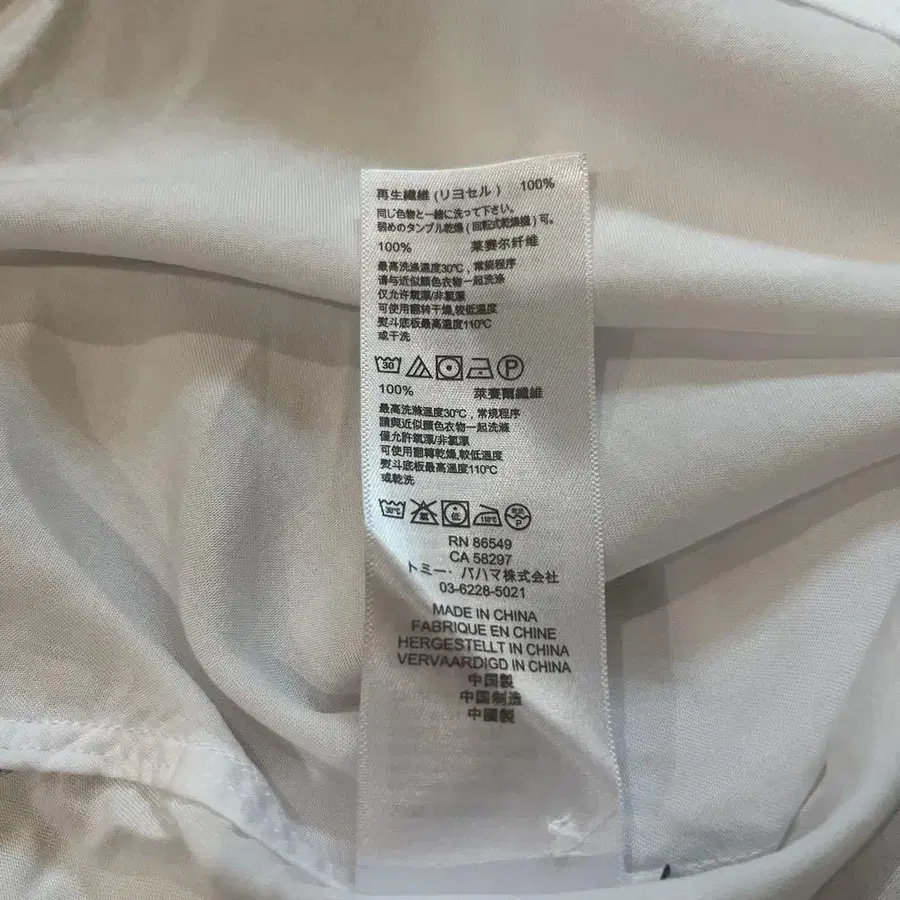 再生繊維 (リヨセル) 100%
同じ色物と一緒に洗って下さい。
弱めのタンブル乾燥 (回転式乾燥機) 可。
100% 莱赛尔纤维
最高洗涤温度30℃，常规程序
请与近似颜色衣物一起洗涤
仅允许氧漂/非氯漂
可使用翻转干燥，较低温度
熨斗底板最高温度110℃
或干洗
30 P
100% 萊賽爾纖維
最高洗滌溫度30℃，常規程序
請與近似顏色衣物一起洗滌
僅允許氧漂/非氯漂
可使用翻轉乾燥,較低溫度
熨斗底板最高溫度110℃
或乾洗
30℃ 氯 低 110℃ 乾洗 P
RN 86549
CA 58297
トミー・バハマ株式会社
03-6228-5021
MADE IN CHINA
FABRIQUE EN CHINE
HERGESTELLT IN CHINA
VERVAARDIGD IN CHINA
中国製
中国制造
中國製